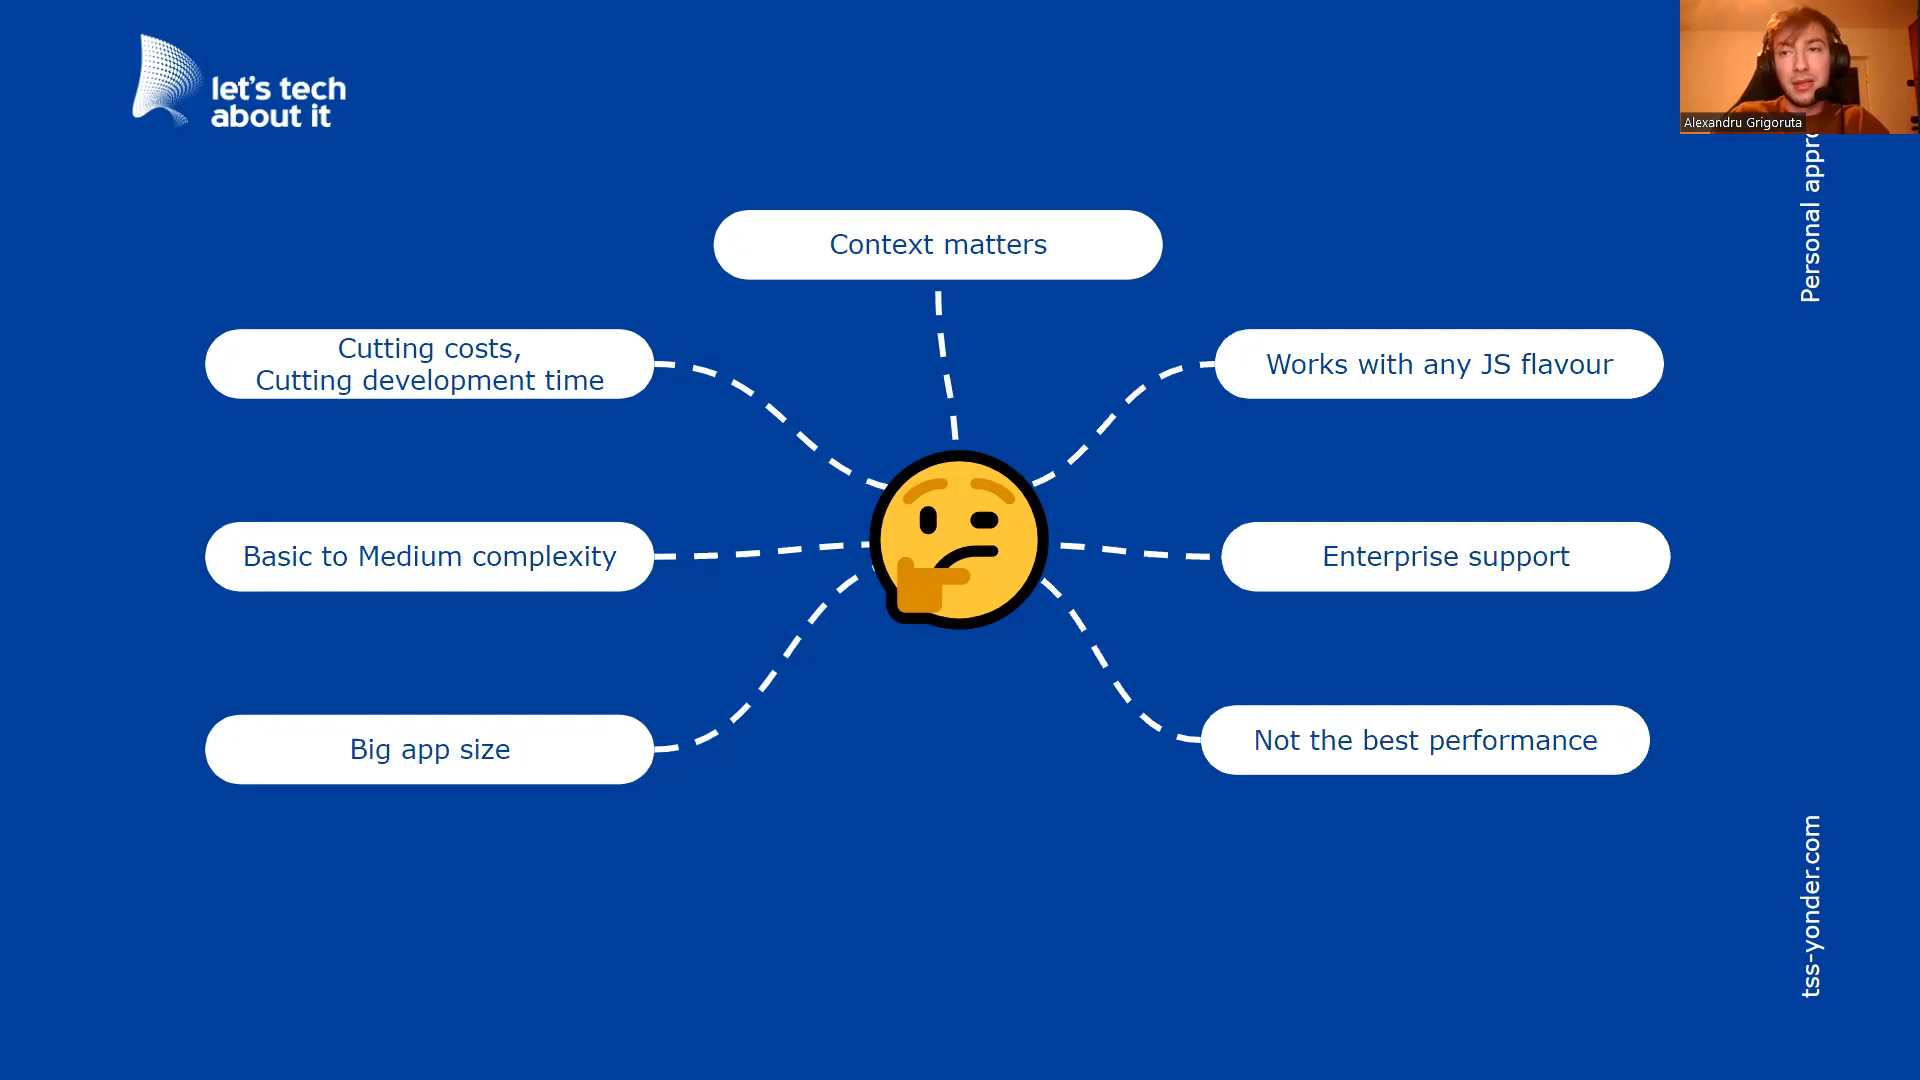 let's tech
about it
Alexandru Grigoruta
Personal appro
Context matters
Cutting costs,
Cutting development time
Works with any JS flavour
Basic to Medium complexity
Enterprise support
Big app size
Not the best performance
tss-yonder.com